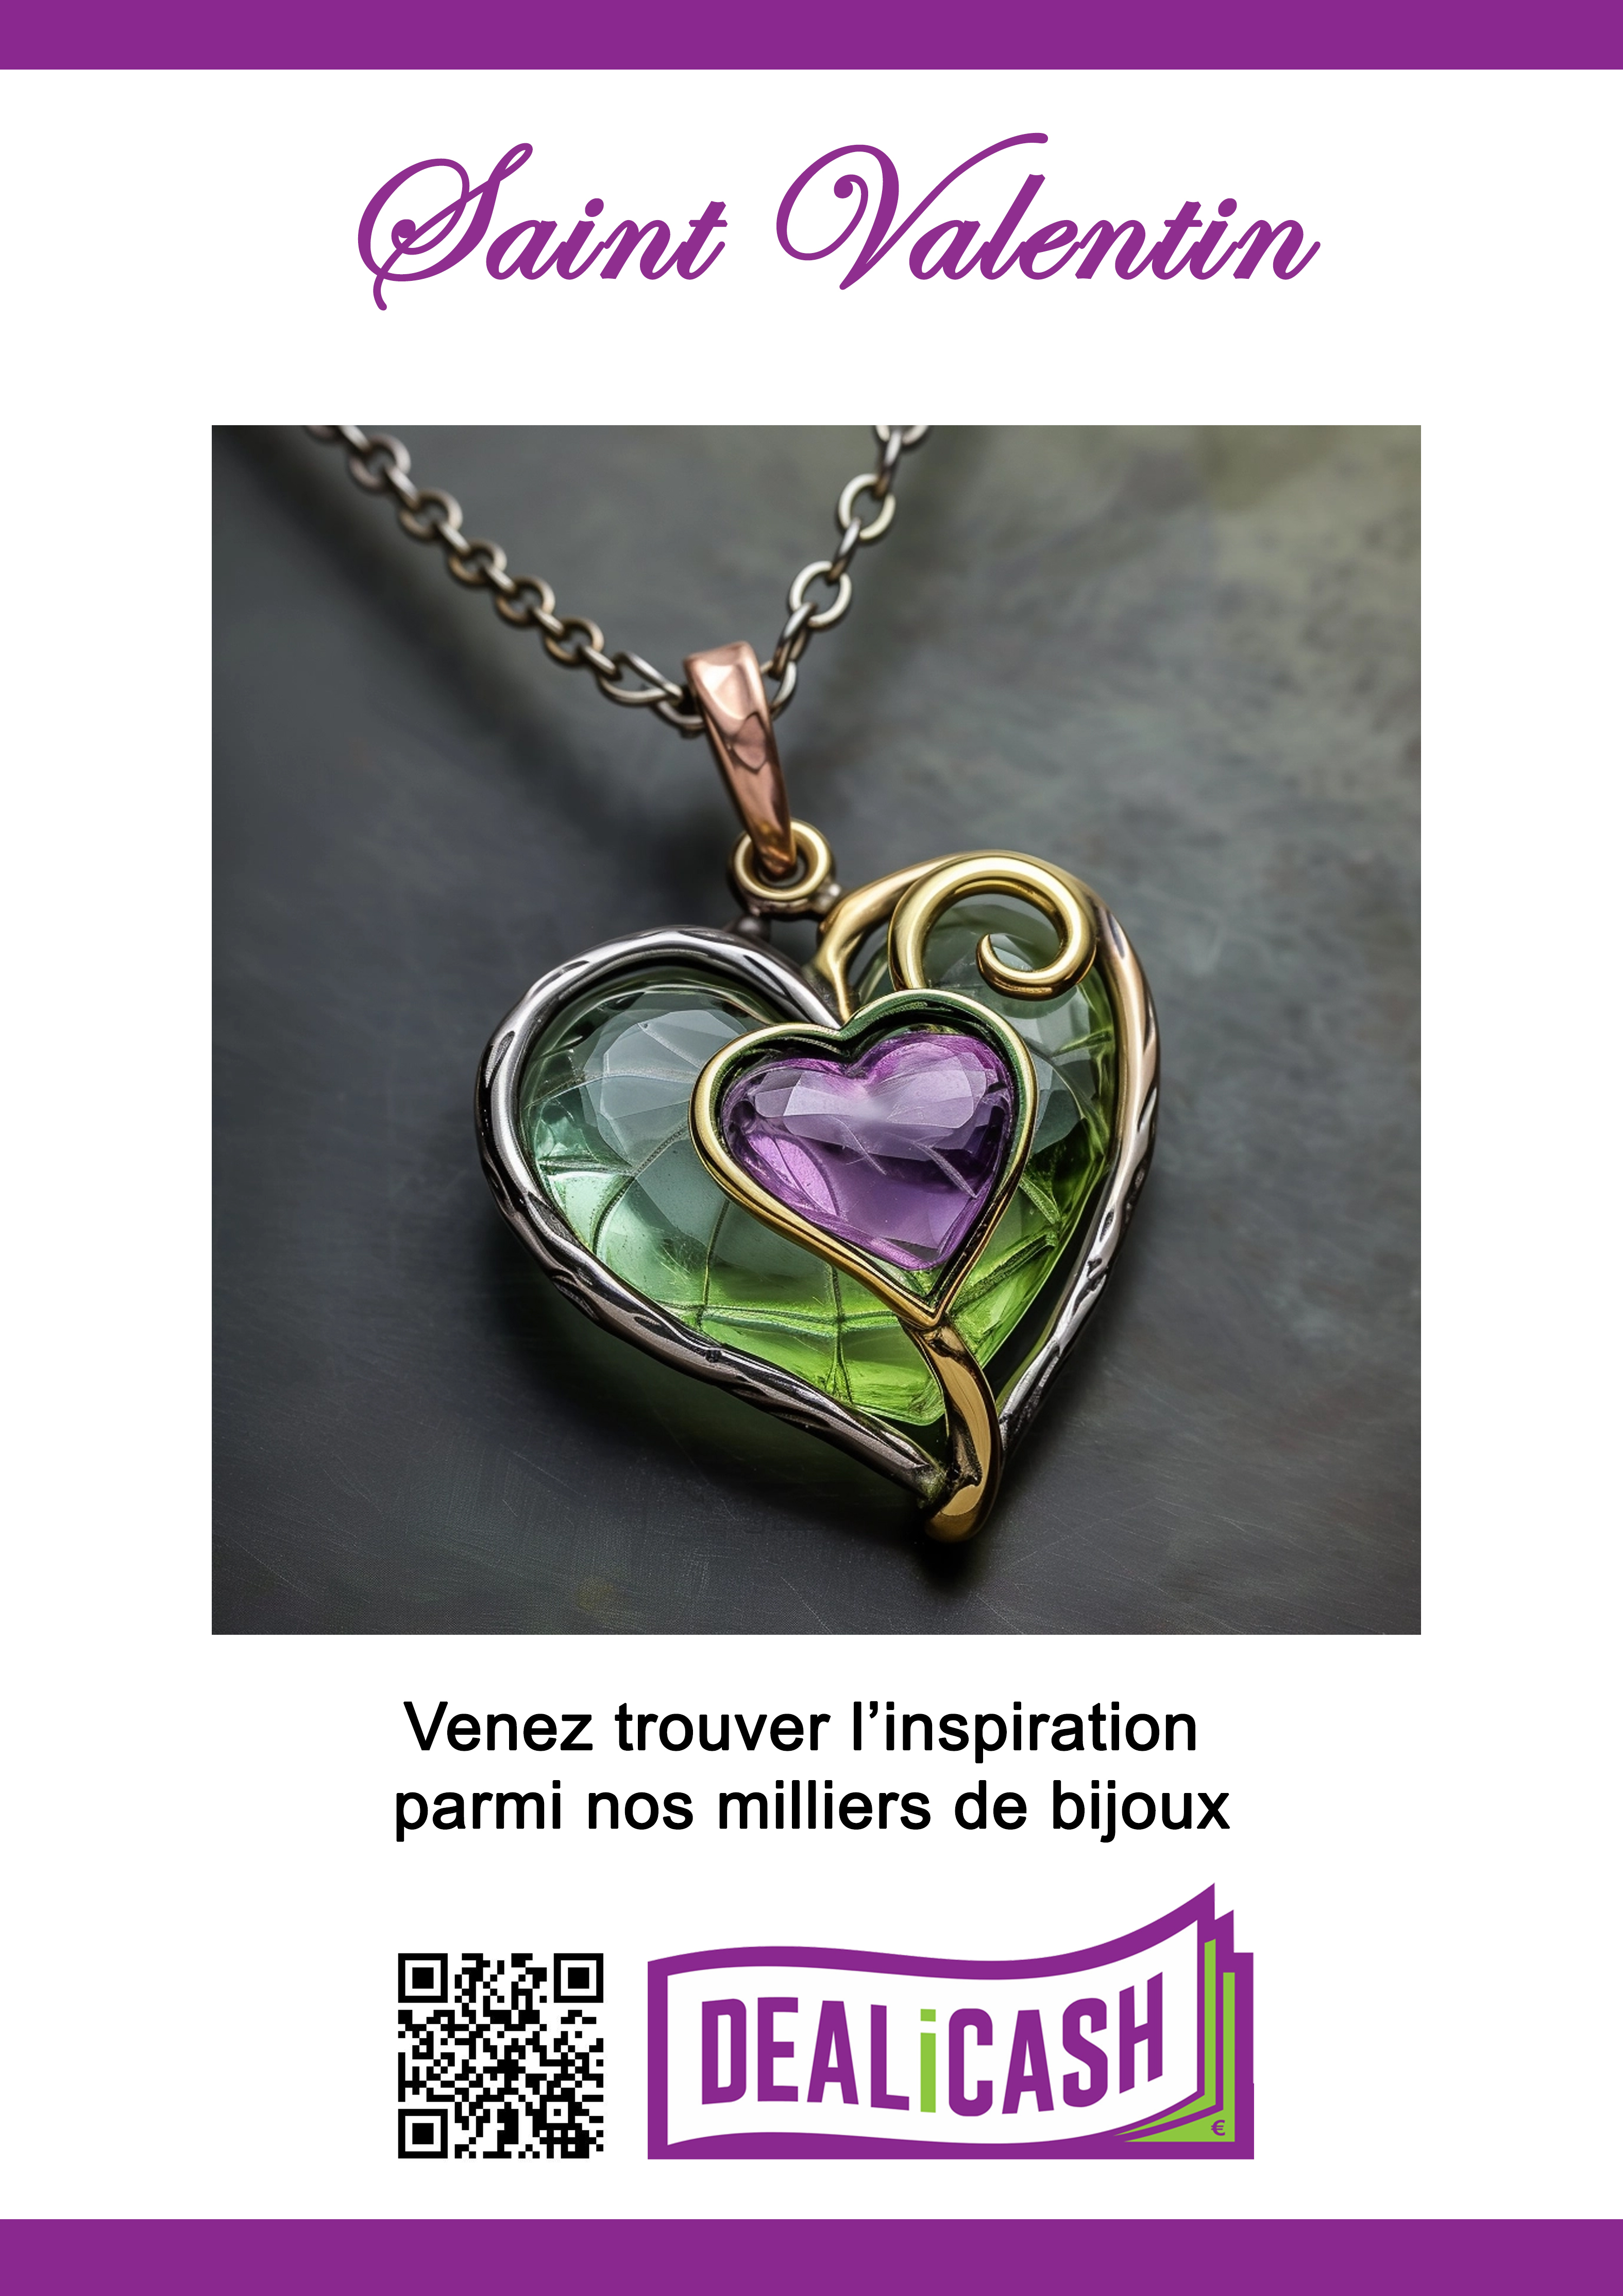 Saint Valentin
Venez trouver l’inspiration
parmi nos milliers de bijoux
DEALiCASH
€